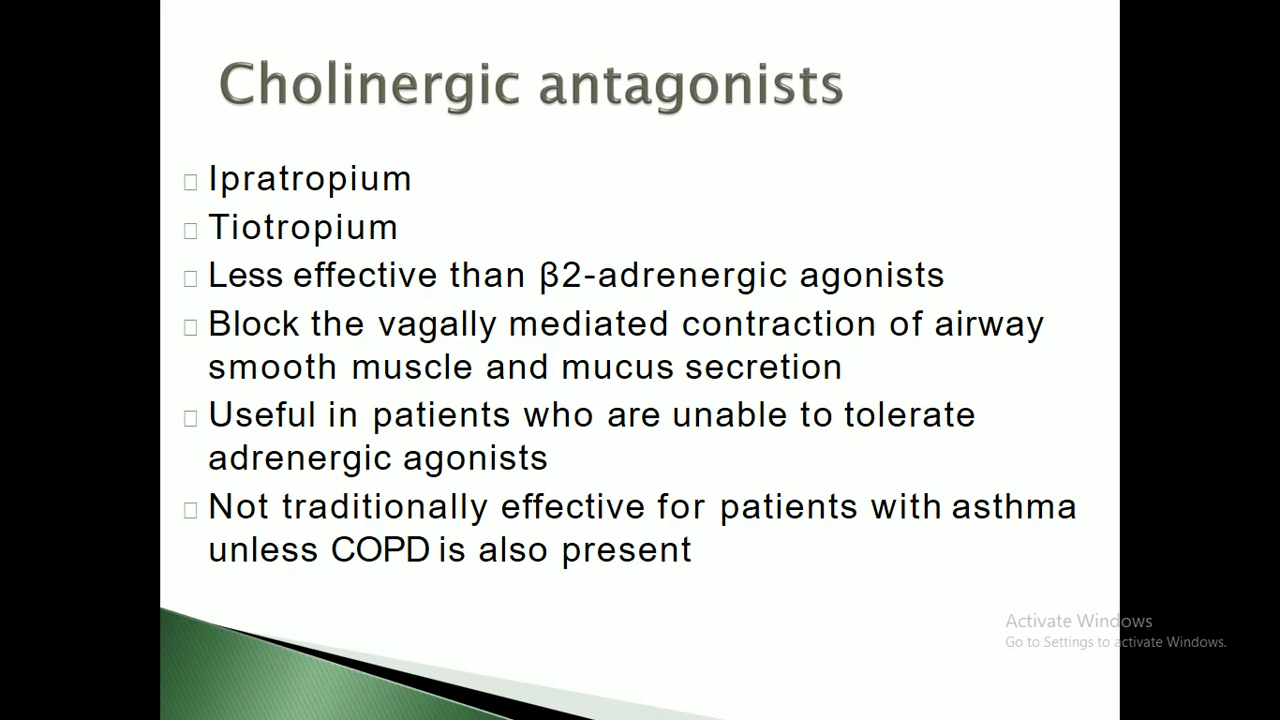 Cholinergic antagonists
Ipratropium
Tiotropium
Less effective than β2-adrenergic agonists
Block the vagally mediated contraction of airway
smooth muscle and mucus secretion
Useful in patients who are unable to tolerate
adrenergic agonists
Not traditionally effective for patients with asthma
unless COPD is also present
Activate Windows
Go to Settings to activate Windows.